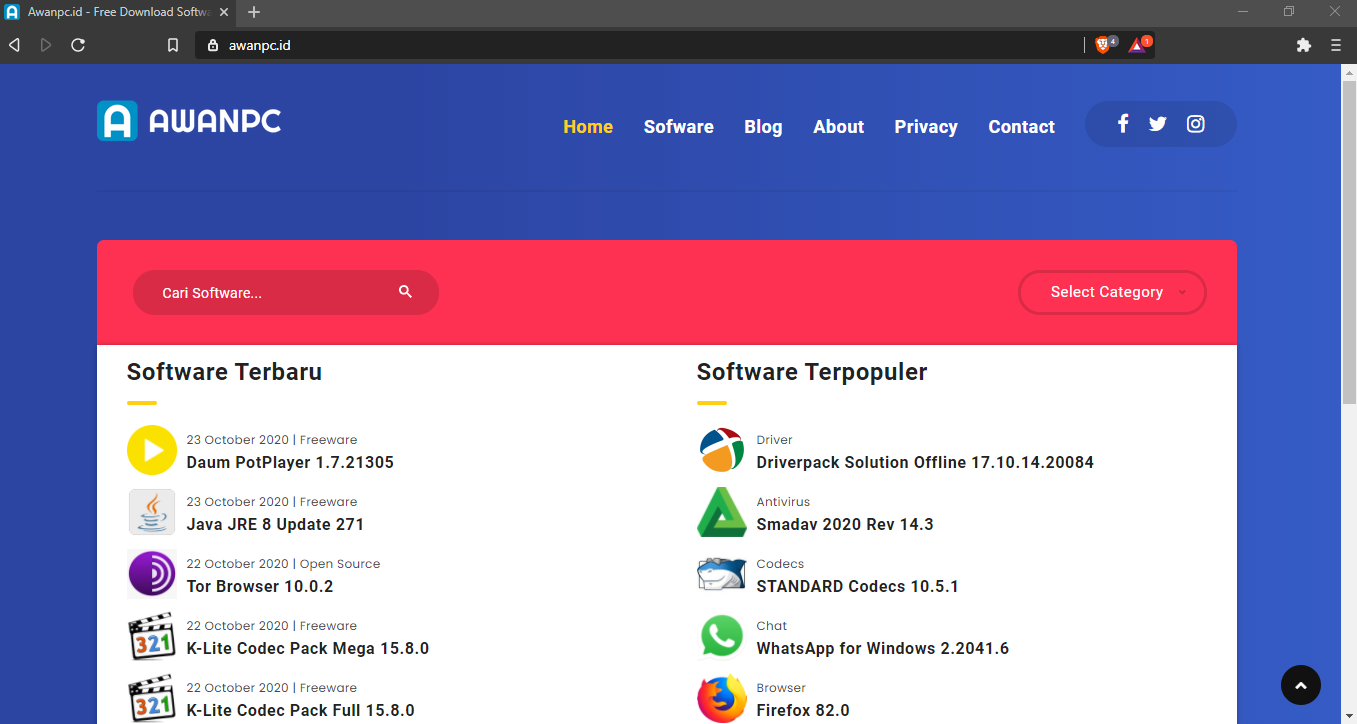 Awanpc.id - Free Download Softwa
awanpc.id
4
1
A AWANPC
Home Sofware Blog About Privacy Contact
Cari Software...
Select Category
Software Terbaru
23 October 2020 | Freeware
Daum PotPlayer 1.7.21305
23 October 2020 | Freeware
Java JRE 8 Update 271
22 October 2020 | Open Source
Tor Browser 10.0.2
321
22 October 2020 | Freeware
K-Lite Codec Pack Mega 15.8.0
321
22 October 2020 | Freeware
K-Lite Codec Pack Full 15.8.0
Software Terpopuler
Driver
Driverpack Solution Offline 17.10.14.20084
Antivirus
Smadav 2020 Rev 14.3
Codecs
STANDARD Codecs 10.5.1
Chat
WhatsApp for Windows 2.2041.6
Browser
Firefox 82.0